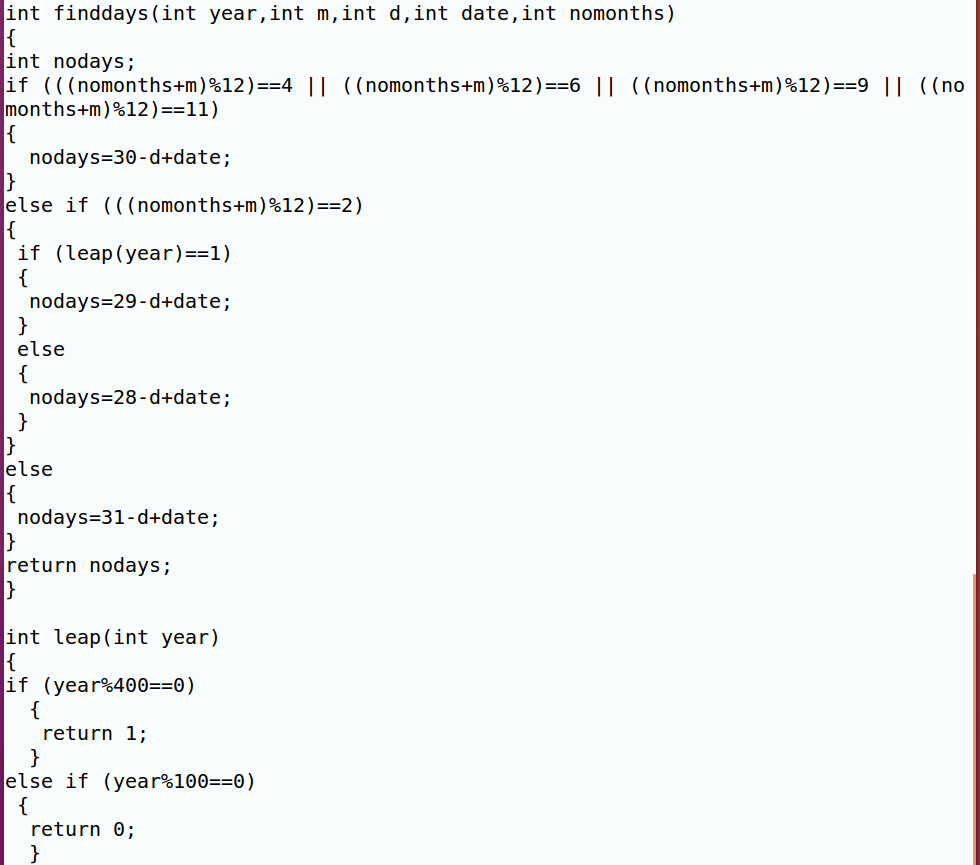 int finddays(int year,int m,int d,int date,int nomonths)
{
int nodays;
if (((nomonths+m)%12)==4 || ((nomonths+m)%12)==6 || ((nomonths+m)%12)==9 || ((no
months+m)%12)==11)
{
  nodays=30-d+date;
}
else if (((nomonths+m)%12)==2)
{
 if (leap(year)==1)
 {
  nodays=29-d+date;
 }
 else
 {
  nodays=28-d+date;
 }
}
else
{
 nodays=31-d+date;
}
return nodays;
}

int leap(int year)
{
if (year%400==0)
  {
   return 1;
  }
else if (year%100==0)
 {
  return 0;
  }